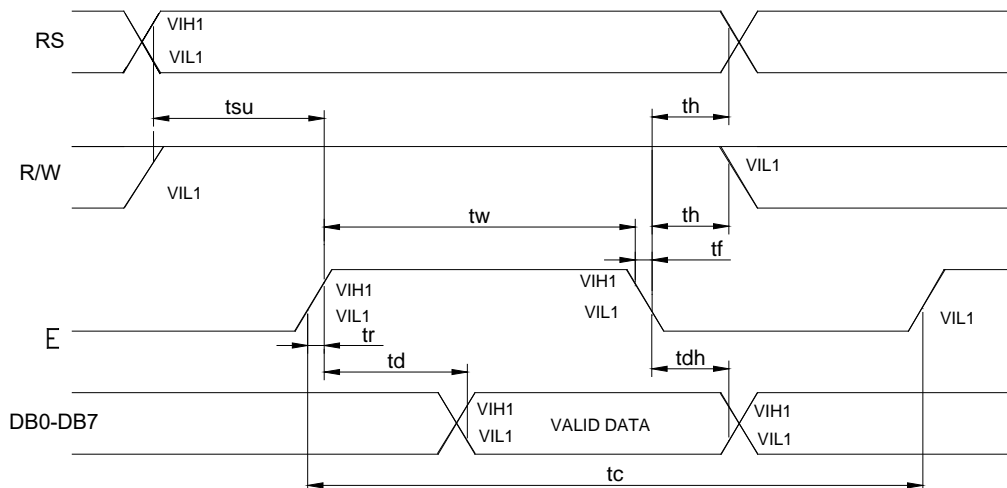 RS
VIH1
VIL1
tsu
th
R/W
VIL1
VIL1
tw
th
tf
E
VIH1
VIL1
VIH1
VIL1
VIL1
tr
td
tdh
DB0-DB7
VIH1
VIL1
VALID DATA
VIH1
VIL1
tc